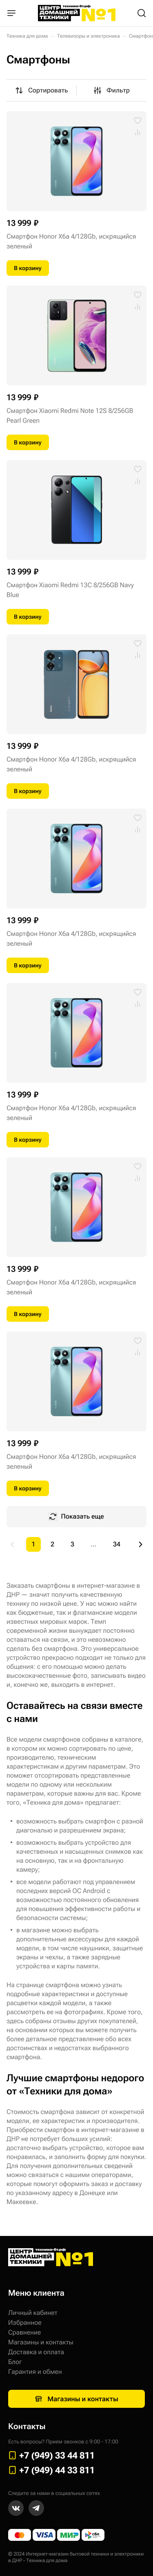 ЦЕНТР
ДОМАШНЕЙ
ТЕХНИКИ №1
Техника для дома — Телевизоры и электроника — Смартфон
Смартфоны
Сортировать
Фильтр
13 999 ₽
Смартфон Honor X6a 4/128Gb, искрящийся
зеленый
В корзину
13 999 ₽
Смартфон Xiaomi Redmi Note 12S 8/256GB
Pearl Green
В корзину
13 999 ₽
Смартфон Xiaomi Redmi 13C 8/256GB Navy
Blue
В корзину
13 999 ₽
Смартфон Honor X6a 4/128Gb, искрящийся
зеленый
В корзину
13 999 ₽
Смартфон Honor X6a 4/128Gb, искрящийся
зеленый
В корзину
13 999 ₽
Смартфон Honor X6a 4/128Gb, искрящийся
зеленый
В корзину
13 999 ₽
Смартфон Honor X6a 4/128Gb, искрящийся
зеленый
В корзину
13 999 ₽
Смартфон Honor X6a 4/128Gb, искрящийся
зеленый
В корзину
Показать еще
1 2 3 ... 34
Заказать смартфоны в интернет-магазине в
ДНР — значит получить качественную
технику по низкой цене. У нас можно найти
как бюджетные, так и флагманские модели
известных мировых марок. Темп
современной жизни вынуждает постоянно
оставаться на связи, и это невозможно
сделать без смартфона. Это универсальное
устройство прекрасно подходит не только для
общения: с его помощью можно делать
высококачественные фото, записывать видео
и, конечно же, выходить в интернет.
Оставайтесь на связи вместе
с нами
Все модели смартфонов собраны в каталоге,
в котором их можно сортировать по цене,
производителю, техническим
характеристикам и другим параметрам. Это
поможет отсортировать представленные
модели по одному или нескольким
параметрам, которые важны для вас. Кроме
того, «Техника для дома» предлагает:
• возможность выбрать смартфон с разной
диагональю и разрешением экрана;
• возможность выбрать устройство для
качественных и насыщенных снимков как
на основную, так и на фронтальную
камеру;
• все модели работают под управлением
последних версий ОС Android с
возможностью постоянного обновления
для повышения эффективности работы и
безопасности системы;
• в магазине можно выбрать
дополнительные аксессуары для каждой
модели, в том числе наушники, защитные
экраны и чехлы, а также зарядные
устройства и карты памяти.
На странице смартфона можно узнать
подробные характеристики и доступные
расцветки каждой модели, а также
рассмотреть ее на фотографиях. Кроме того,
здесь собраны отзывы других покупателей,
на основании которых вы можете получить
более детальное представление обо всех
достоинствах и недостатках выбранного
смартфона.
Лучшие смартфоны недорого
от «Техники для дома»
Стоимость смартфона зависит от конкретной
модели, ее характеристик и производителя.
Приобрести смартфон в интернет-магазине в
ДНР не потребует больших усилий:
достаточно выбрать устройство, которое вам
понравилось, и заполнить форму для покупки.
Для получения дополнительных сведений
можно связаться с нашими операторами,
которые помогут оформить заказ и доставку
по указанному адресу в Донецке или
Макеевке.
ЦЕНТР
ДОМАШНЕЙ
ТЕХНИКИ №1
Меню клиента
Личный кабинет
Избранное
Сравнение
Магазины и контакты
Доставка и оплата
Блог
Гарантия и обмен
Магазины и контакты
Контакты
Есть вопросы? Прием звонков с 9:00 - 17:00
+7 (949) 33 44 811
+7 (949) 44 33 811
Следите за нами в социальных сетях
VISA
МИР
© 2024 Интернет-магазин бытовой техники и электроники
в ДНР - Техника для дома